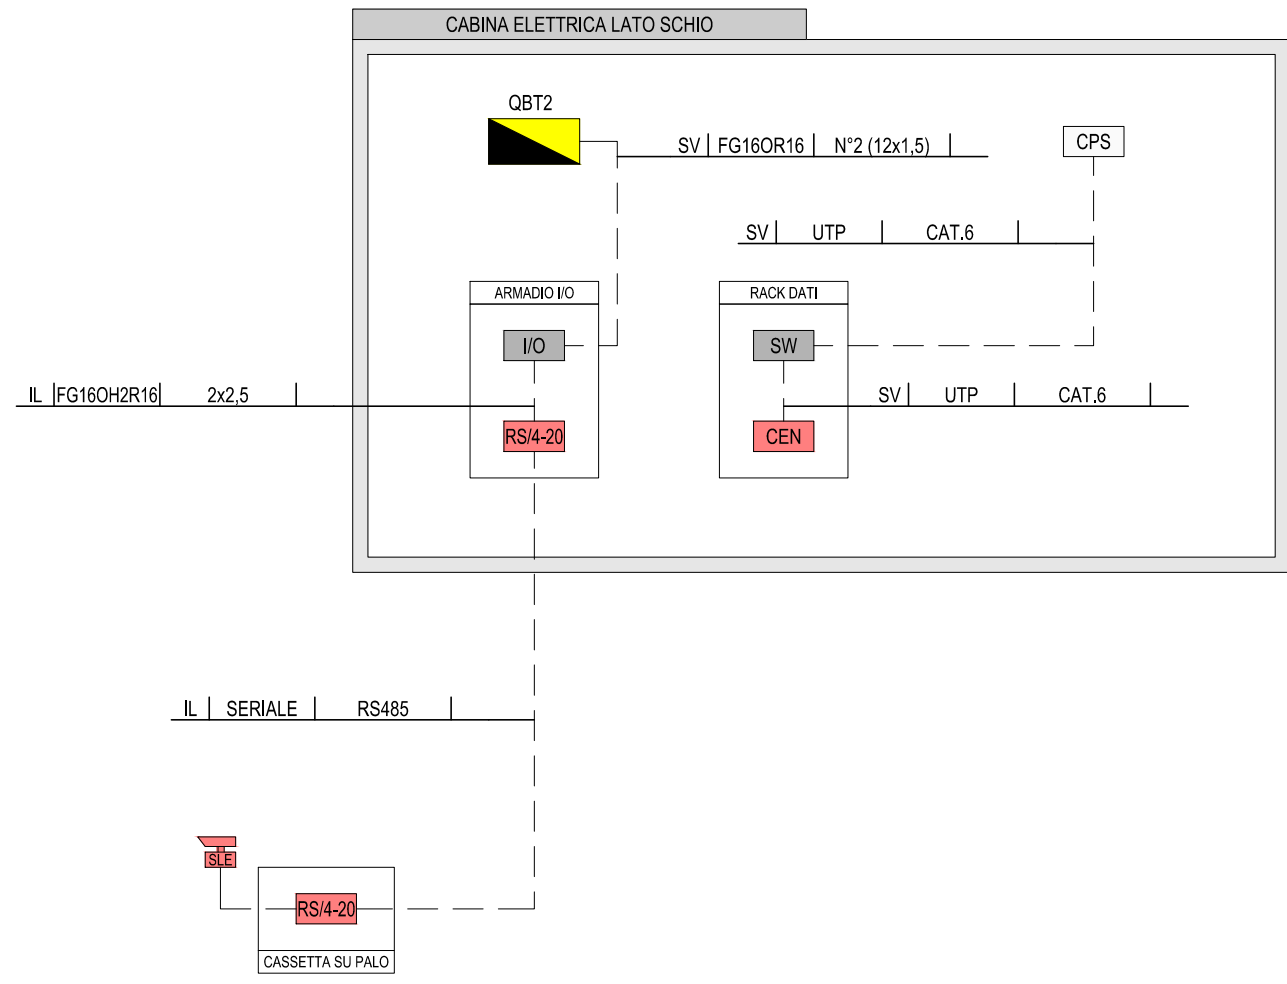 CABINA ELETTRICA LATO SCHIO
QBT2
SV FG16OR16 N°2 (12x1,5)
CPS
SV UTP CAT.6
ARMADIO I/O
RACK DATI
I/O
SW
IL FG16OH2R16 2x2,5
SV UTP CAT.6
RS/4-20
CEN
IL SERIALE RS485
SLE
RS/4-20
CASSETTA SU PALO